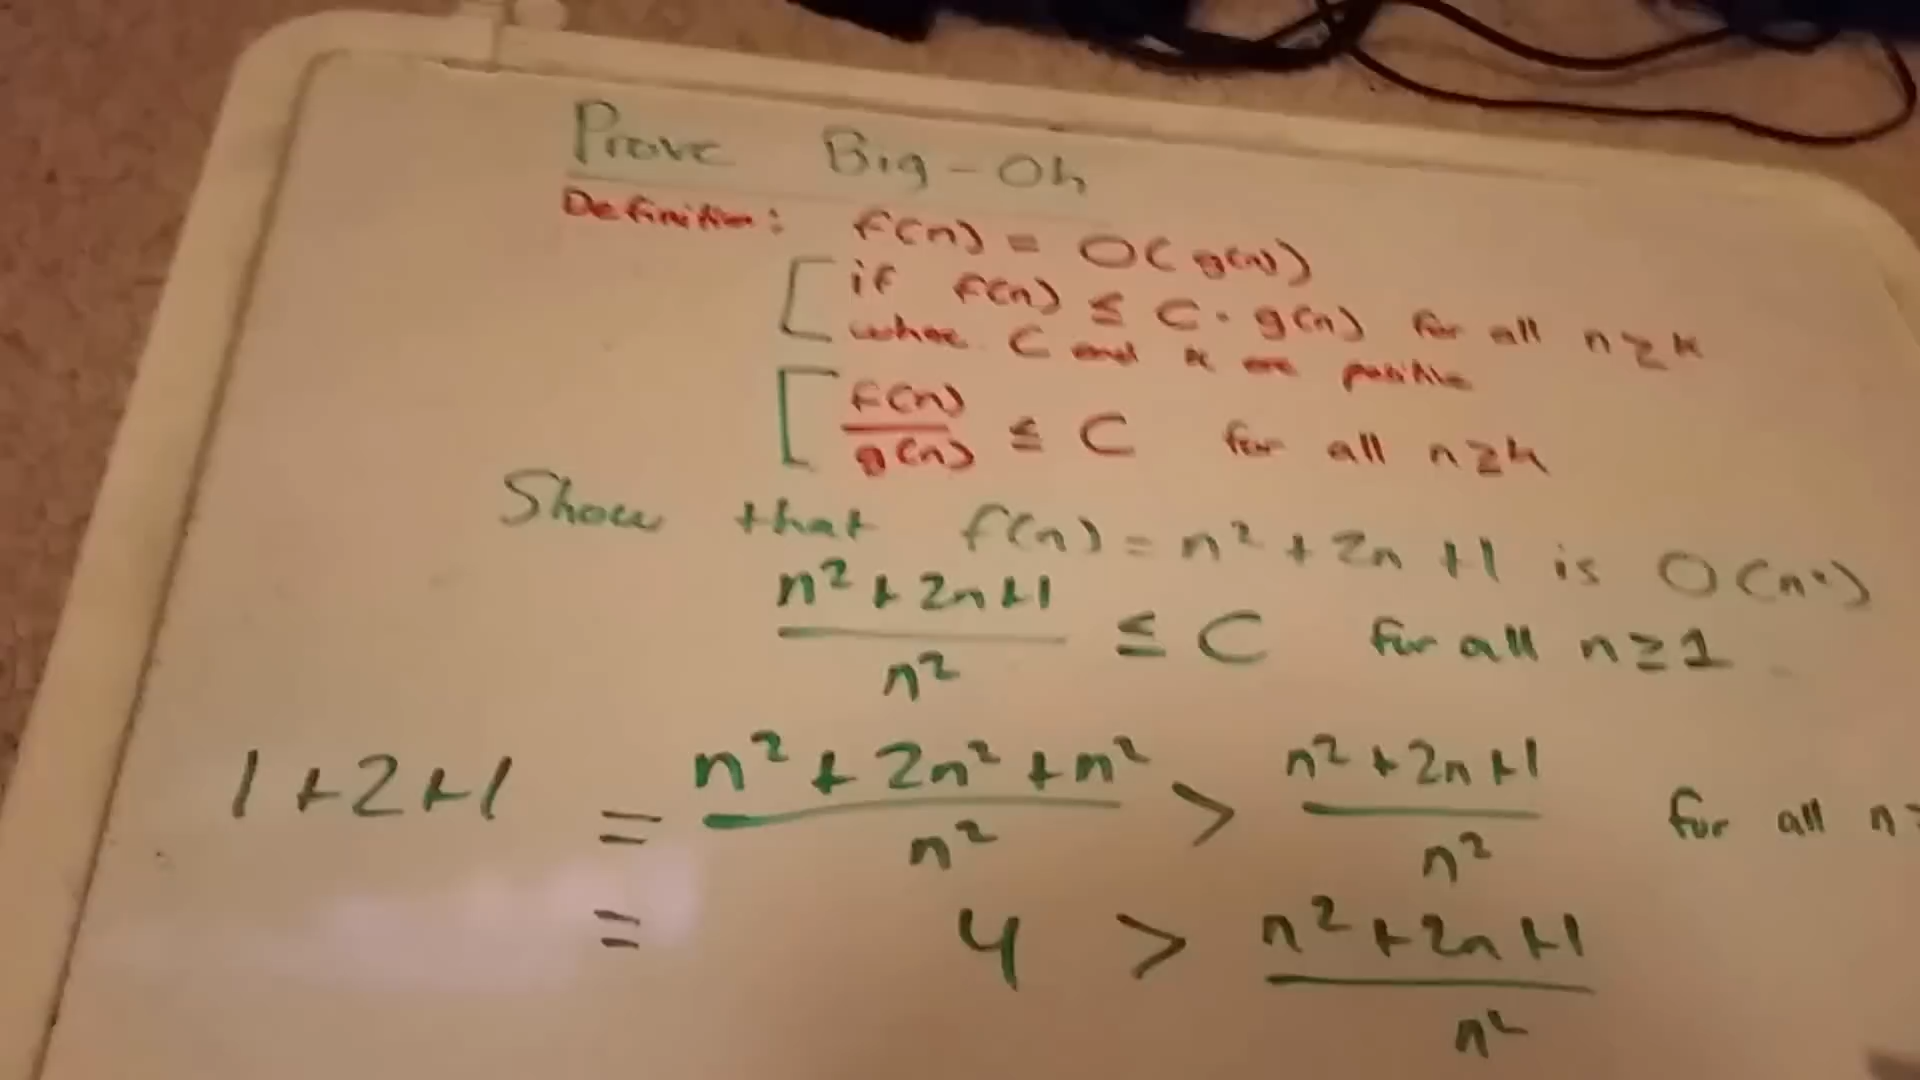 Prove Big-Oh
Definition: f(n) = O(g(n))
if f(n) ≤ C · g(n) for all n ≥ k
where C and k are positive
f(n)/g(n) ≤ C for all n ≥ k
Show that f(n) = n² + 2n + 1 is O(n²)
(n² + 2n + 1)/n² ≤ C for all n ≥ 1
1 + 2 + 1 = (n² + 2n² + n²)/n² > (n² + 2n + 1)/n² for all n
= 4 > (n² + 2n + 1)/n²